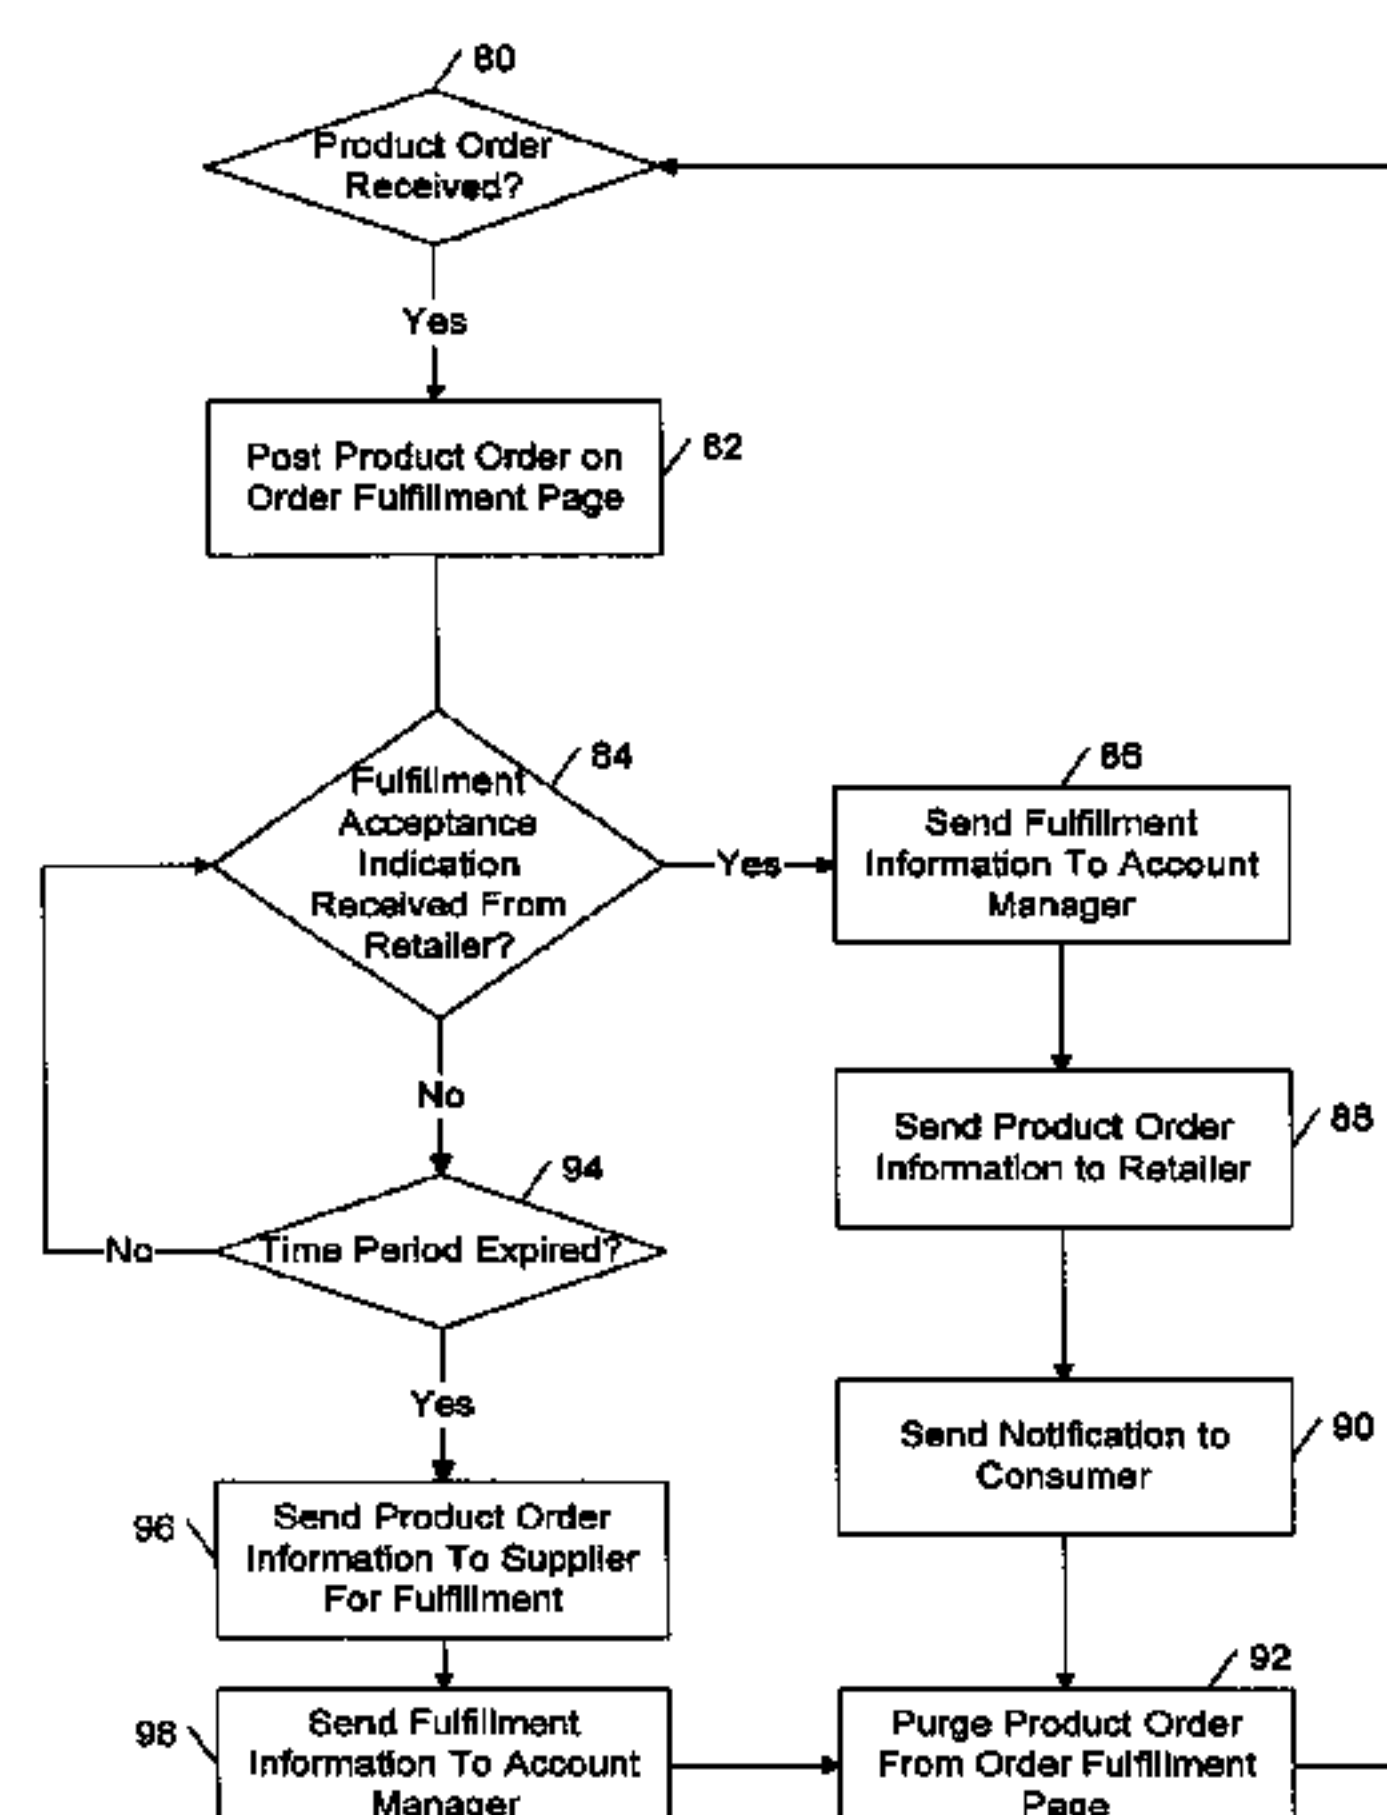 80
Product Order
Received?
Yes
Post Product Order on
Order Fulfillment Page
82
Fulfillment
Acceptance
Indication
Received From
Retailer?
84
Yes
86
Send Fulfillment
Information To Account
Manager
No
Send Product Order
Information to Retailer
88
94
Time Period Expired?
No
Yes
Send Notification to
Consumer
90
96
Send Product Order
Information To Supplier
For Fulfillment
92
98
Send Fulfillment
Information To Account
Manager
Purge Product Order
From Order Fulfillment
Page